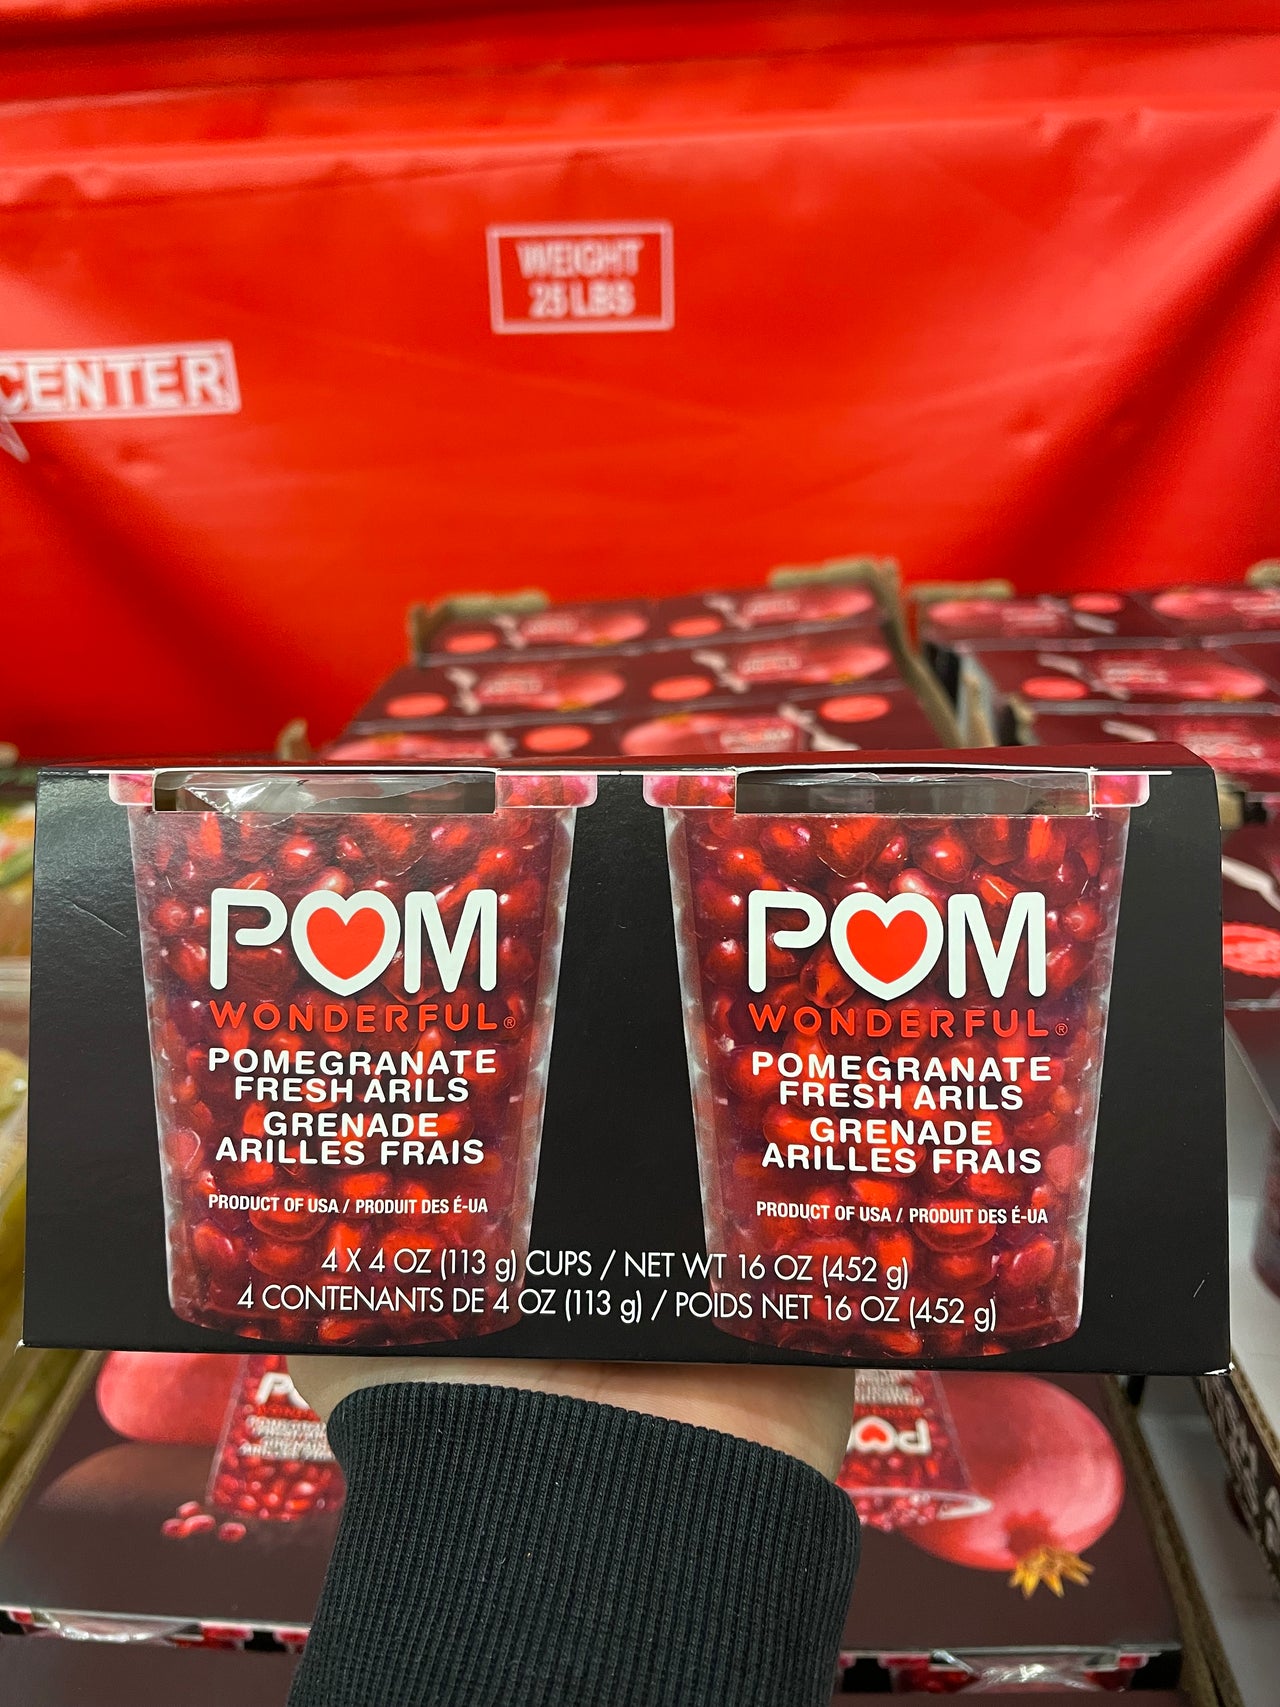 WEIGHT
25 LBS
CENTER
POM
WONDERFUL®
POMEGRANATE
FRESH ARILS
GRENADE
ARILLES FRAIS
PRODUCT OF USA / PRODUIT DES É-UA
POM
WONDERFUL®
POMEGRANATE
FRESH ARILS
GRENADE
ARILLES FRAIS
PRODUCT OF USA / PRODUIT DES É-UA
4 X 4 OZ (113 g) CUPS / NET WT 16 OZ (452 g)
4 CONTENANTS DE 4 OZ (113 g) / POIDS NET 16 OZ (452 g)